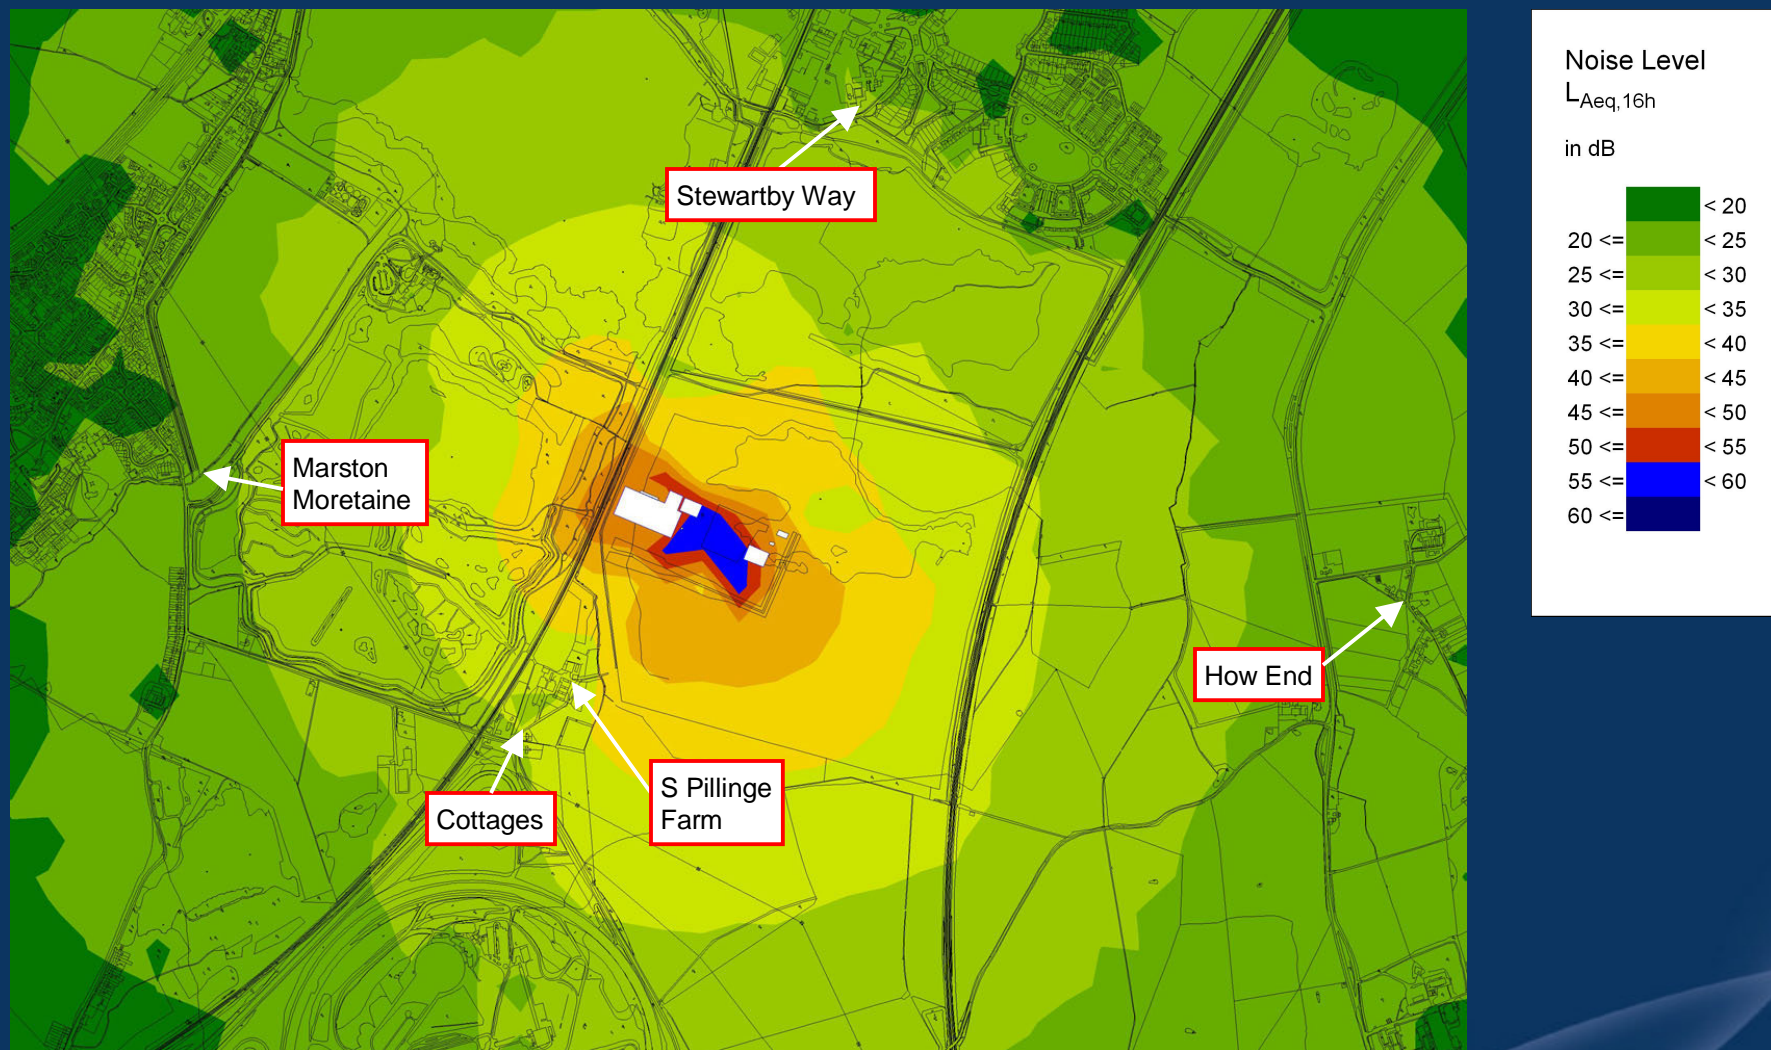 Stewartby Way
Marston
Moretaine
How End
S Pillinge
Farm
Cottages
Noise Level
LAeq,16h
in dB
< 20
20 <= < 25
25 <= < 30
30 <= < 35
35 <= < 40
40 <= < 45
45 <= < 50
50 <= < 55
55 <= < 60
60 <=